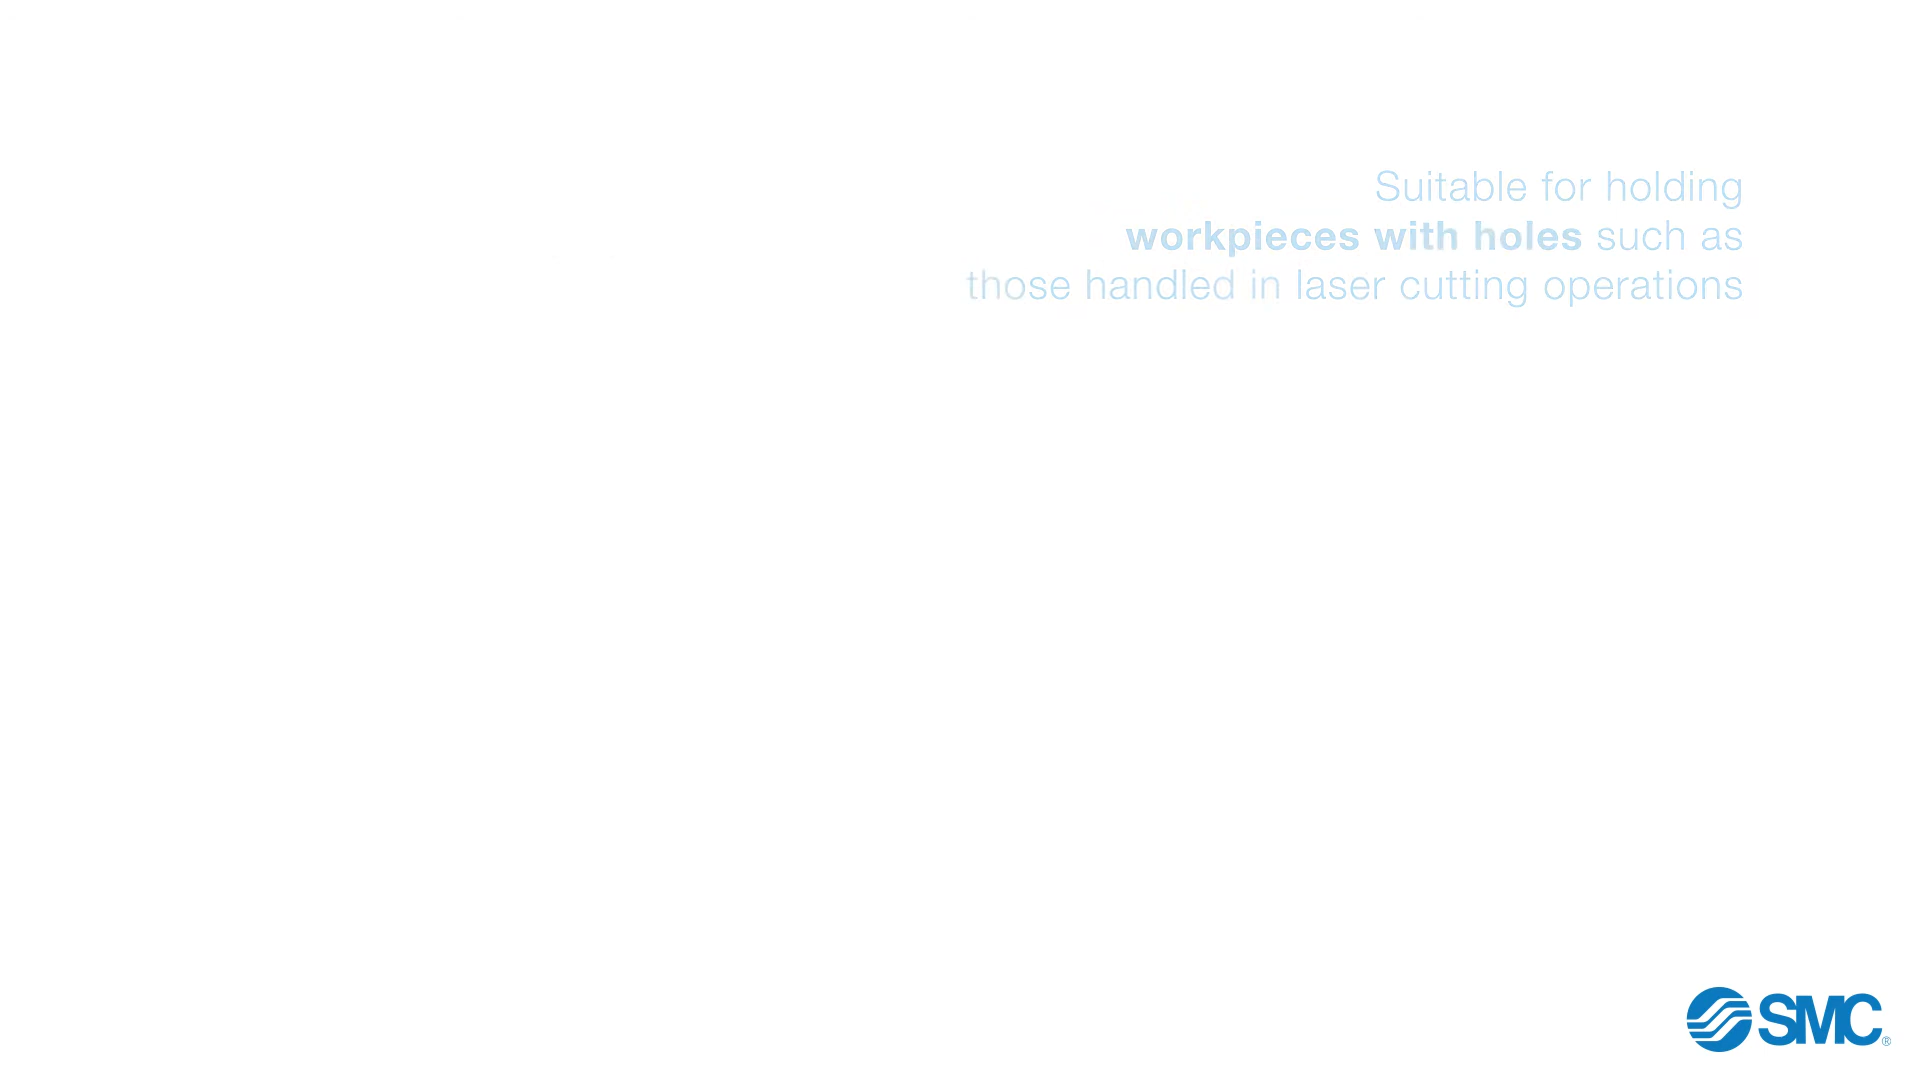 Suitable for holding
workpieces with holes such as
those handled in laser cutting operations
SMC®